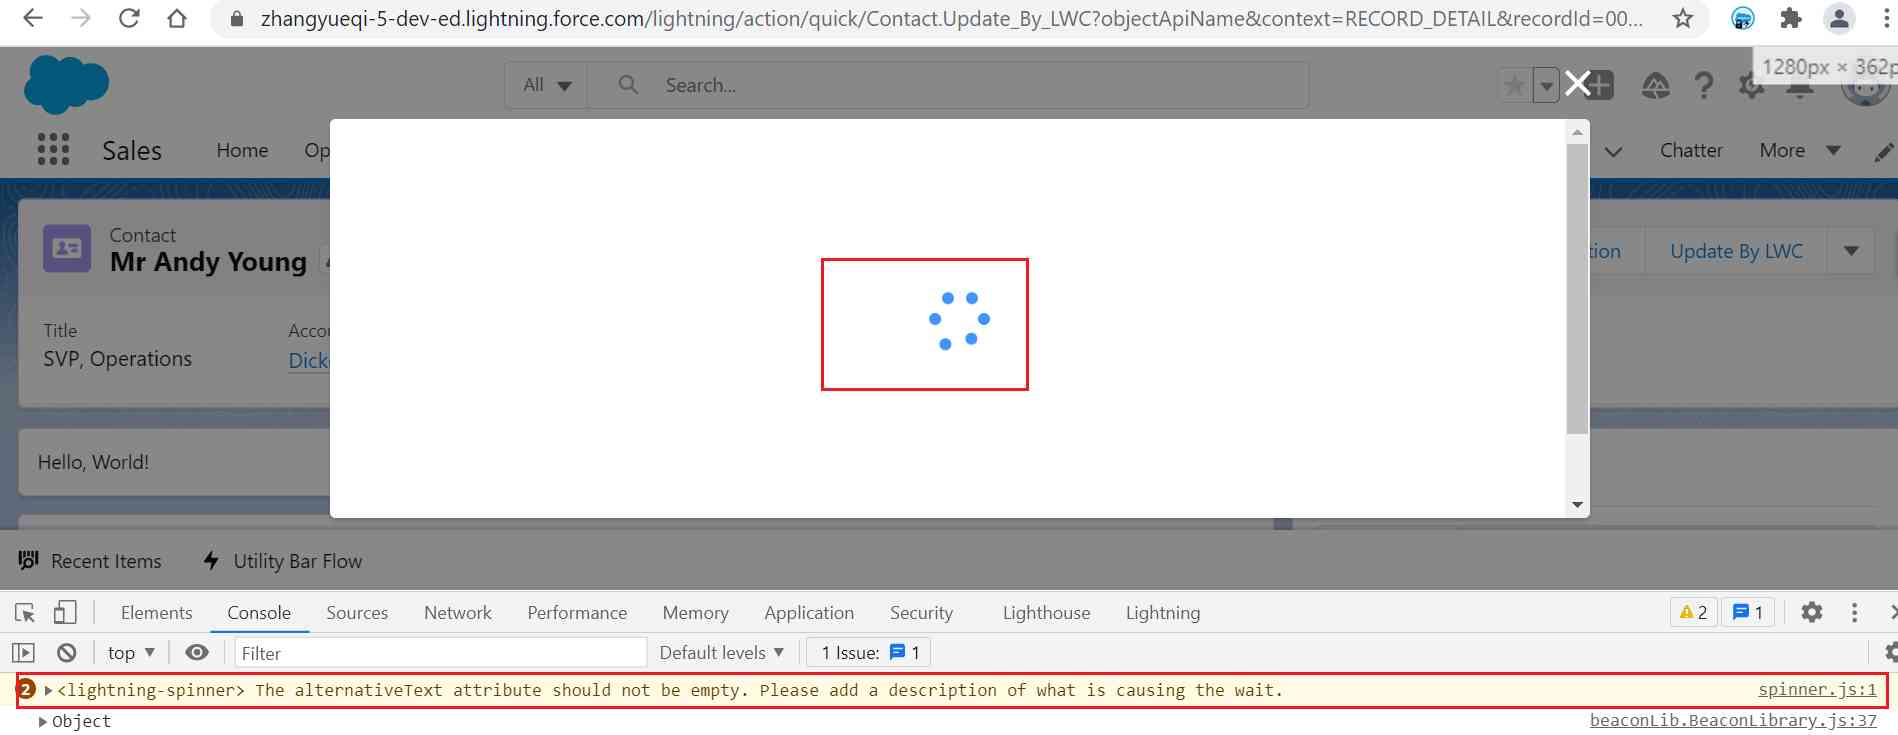 zhangyueqi-5-dev-ed.lightning.force.com/lightning/action/quick/Contact.Update_By_LWC?objectApiName&context=RECORD_DETAIL&recordId=00...
1280px × 362p
All Search...
Sales Home Op Chatter More
Contact
Mr Andy Young
tion Update By LWC
Title Accou
SVP, Operations Dick
Hello, World!
Recent Items Utility Bar Flow
Elements Console Sources Network Performance Memory Application Security Lighthouse Lightning 2 1
top Filter Default levels 1 Issue: 1
2 <lightning-spinner> The alternativeText attribute should not be empty. Please add a description of what is causing the wait. spinner.js:1
Object beaconLib.BeaconLibrary.js:37